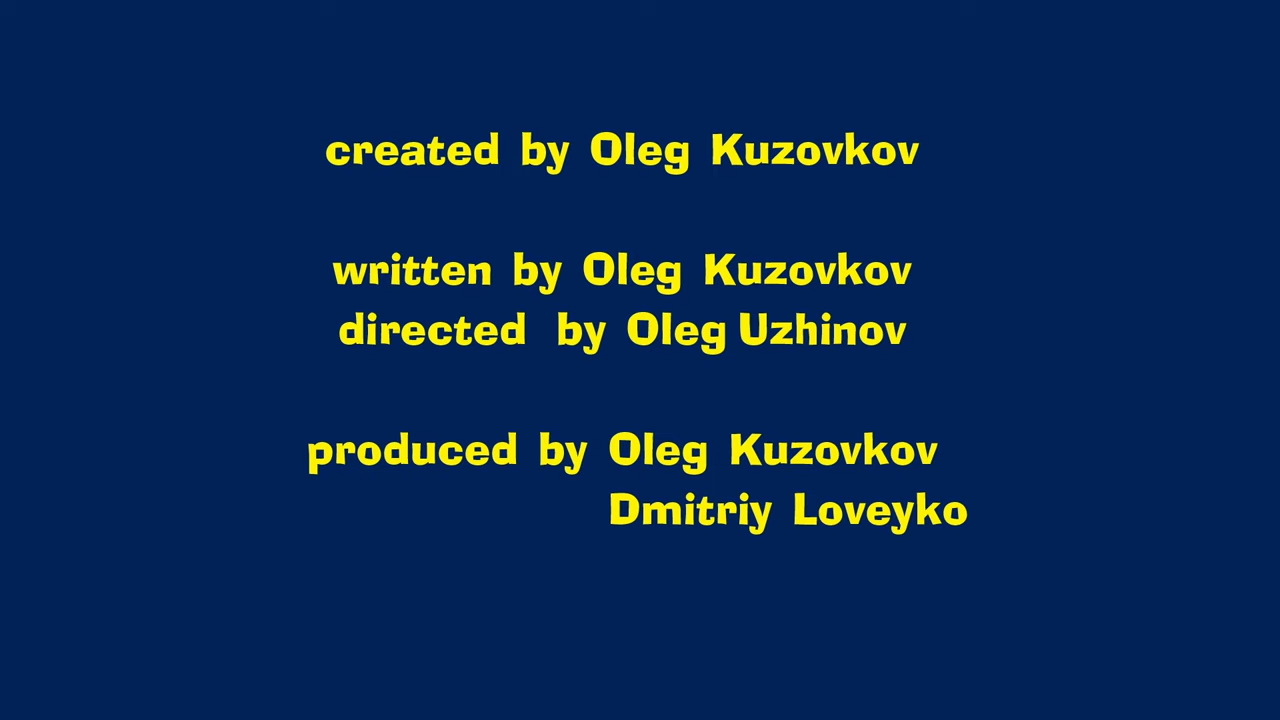 created by Oleg Kuzovkov
written by Oleg Kuzovkov
directed by Oleg Uzhinov
produced by Oleg Kuzovkov
Dmitriy Loveyko